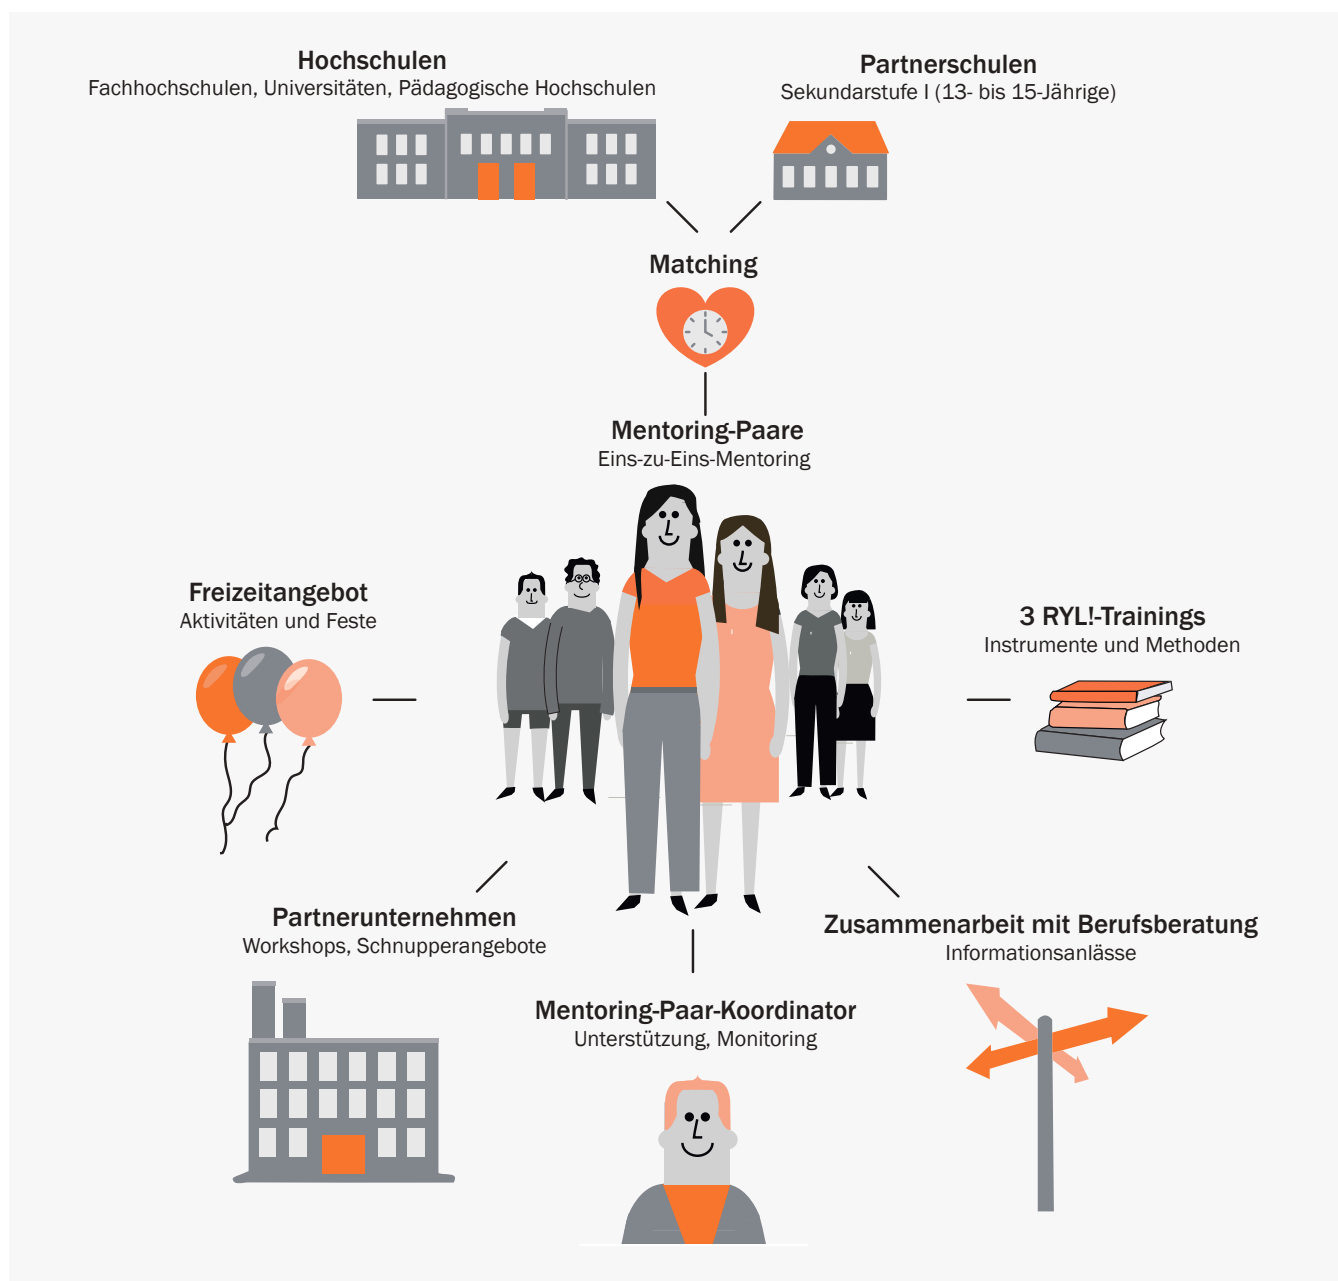 Hochschulen
Fachhochschulen, Universitäten, Pädagogische Hochschulen
Partnerschulen
Sekundarstufe I (13- bis 15-Jährige)
Matching
Mentoring-Paare
Eins-zu-Eins-Mentoring
Freizeitangebot
Aktivitäten und Feste
3 RYL!-Trainings
Instrumente und Methoden
Partnerunternehmen
Workshops, Schnupperangebote
Zusammenarbeit mit Berufsberatung
Informationsanlässe
Mentoring-Paar-Koordinator
Unterstützung, Monitoring